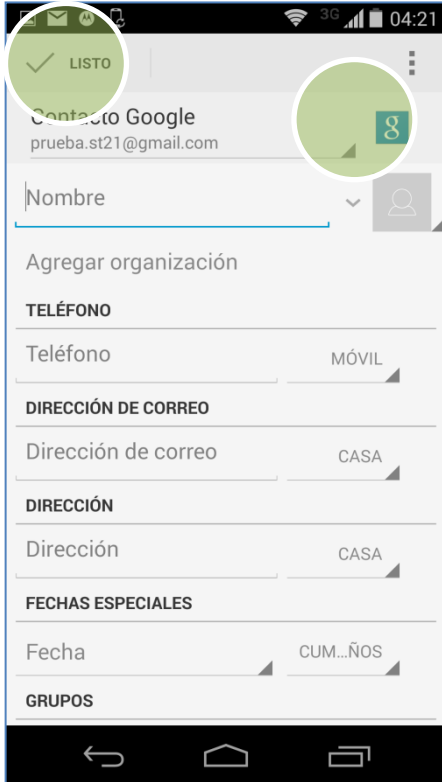 3G 04:21
LISTO
Contacto Google
prueba.st21@gmail.com
g
Nombre
Agregar organización
TELÉFONO
Teléfono MÓVIL
DIRECCIÓN DE CORREO
Dirección de correo CASA
DIRECCIÓN
Dirección CASA
FECHAS ESPECIALES
Fecha CUM...ÑOS
GRUPOS